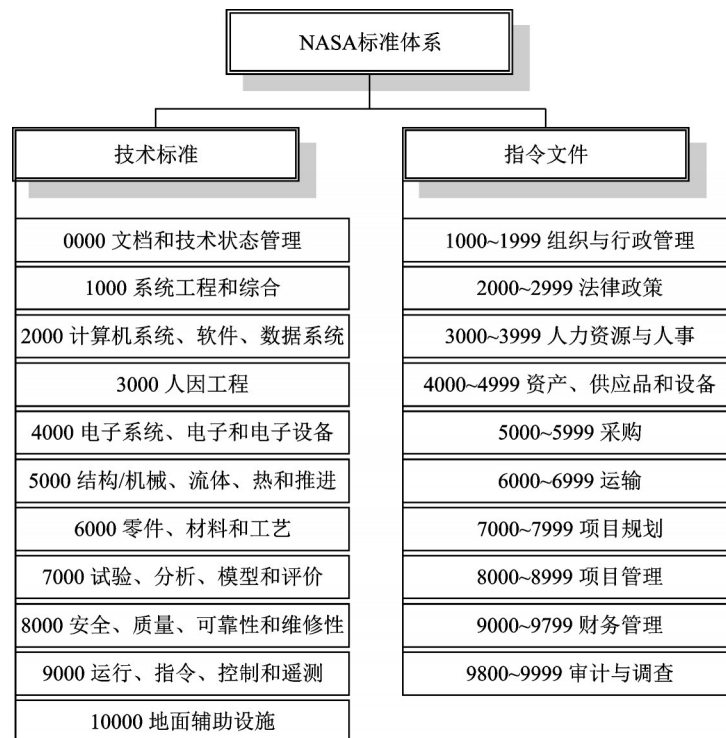 NASA标准体系
技术标准
0000 文档和技术状态管理
1000 系统工程和综合
2000 计算机系统、软件、数据系统
3000 人因工程
4000 电子系统、电子和电子设备
5000 结构/机械、流体、热和推进
6000 零件、材料和工艺
7000 试验、分析、模型和评价
8000 安全、质量、可靠性和维修性
9000 运行、指令、控制和遥测
10000 地面辅助设施
指令文件
1000~1999 组织与行政管理
2000~2999 法律政策
3000~3999 人力资源与人事
4000~4999 资产、供应品和设备
5000~5999 采购
6000~6999 运输
7000~7999 项目规划
8000~8999 项目管理
9000~9799 财务管理
9800~9999 审计与调查